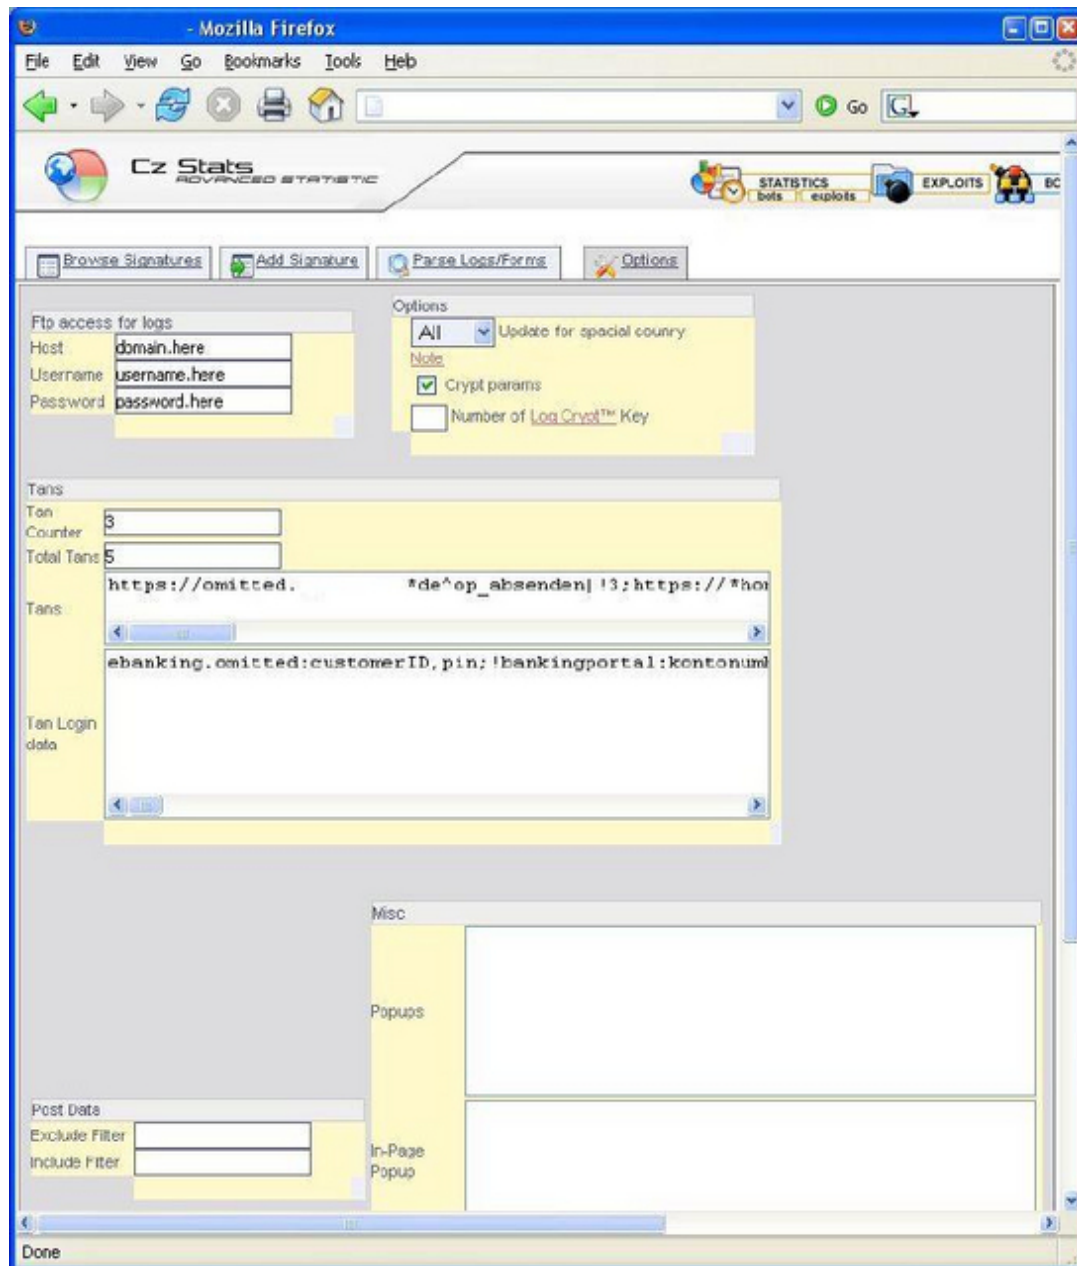 - Mozilla Firefox
File Edit View Go Bookmarks Tools Help
Go
Cz Stats
ADVANCED STATISTIC
STATISTICS
bots exploits
EXPLOITS
BO
Browse Signatures Add Signature Parse Logs/Forms Options
Ftp access for logs
Host domain.here
Username username.here
Password password.here
Options
All Update for spacial counry
Note
Crypt params
Number of Log Crypt™ Key
Tans
Tan Counter 3
Total Tans 5
Tans
https://omitted. *de^op_absenden|!3;https://*hor
Tan Login data
ebanking.omitted:customerID,pin;!bankingportal:kontonum
Misc
Popups
Post Data
Exclude Filter
Include Filter
In-Page Popup
Done